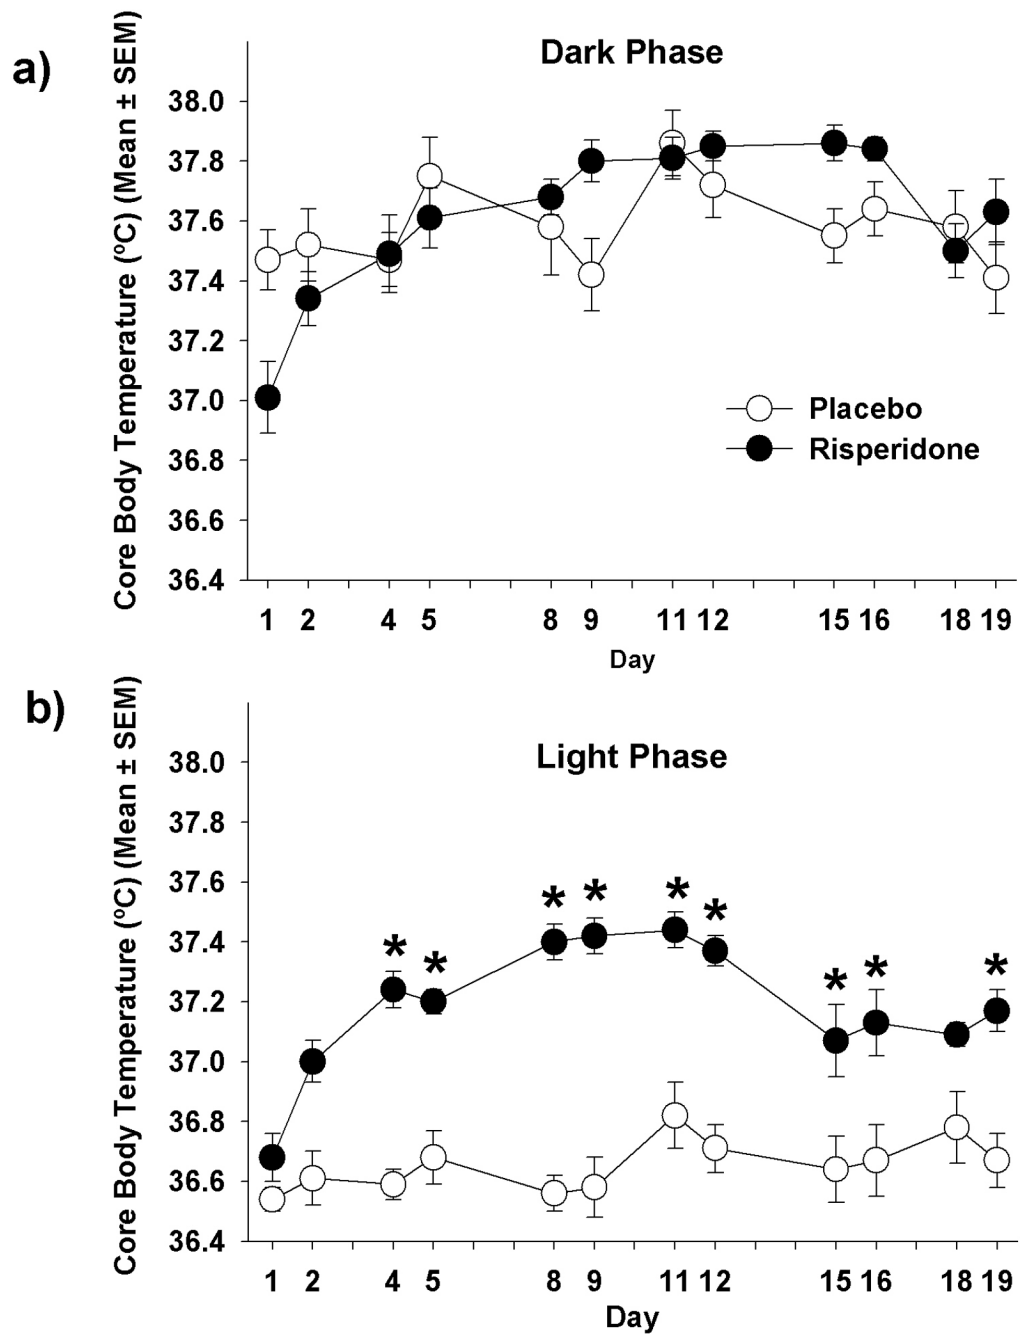 a)
Dark Phase
Core Body Temperature (ºC) (Mean ± SEM)
38.0
37.8
37.6
37.4
37.2
37.0
36.8
36.6
36.4
Placebo
Risperidone
1 2 4 5 8 9 11 12 15 16 18 19
Day
b)
Light Phase
Core Body Temperature (ºC) (Mean ± SEM)
38.0
37.8
37.6
37.4
37.2
37.0
36.8
36.6
36.4
* * * * * * * * *
1 2 4 5 8 9 11 12 15 16 18 19
Day